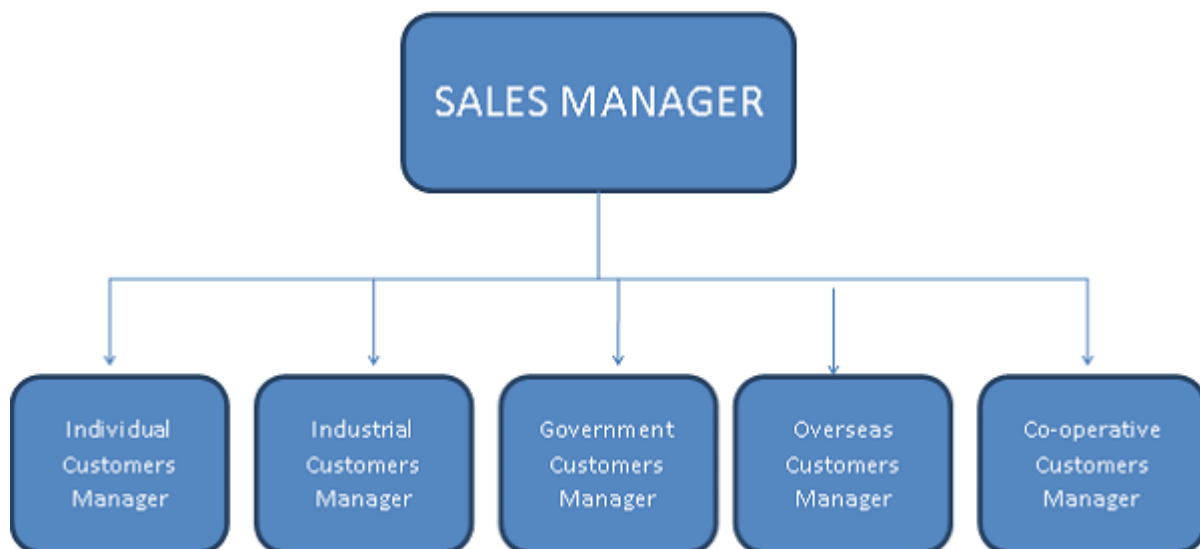 SALES MANAGER
Individual
Customers
Manager
Industrial
Customers
Manager
Government
Customers
Manager
Overseas
Customers
Manager
Co-operative
Customers
Manager